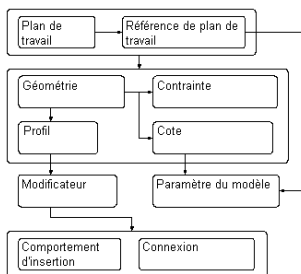 Plan de
travail
Référence de plan de
travail
Géométrie
Contrainte
Profil
Cote
Modificateur
Paramètre du modèle
Comportement
d'insertion
Connexion